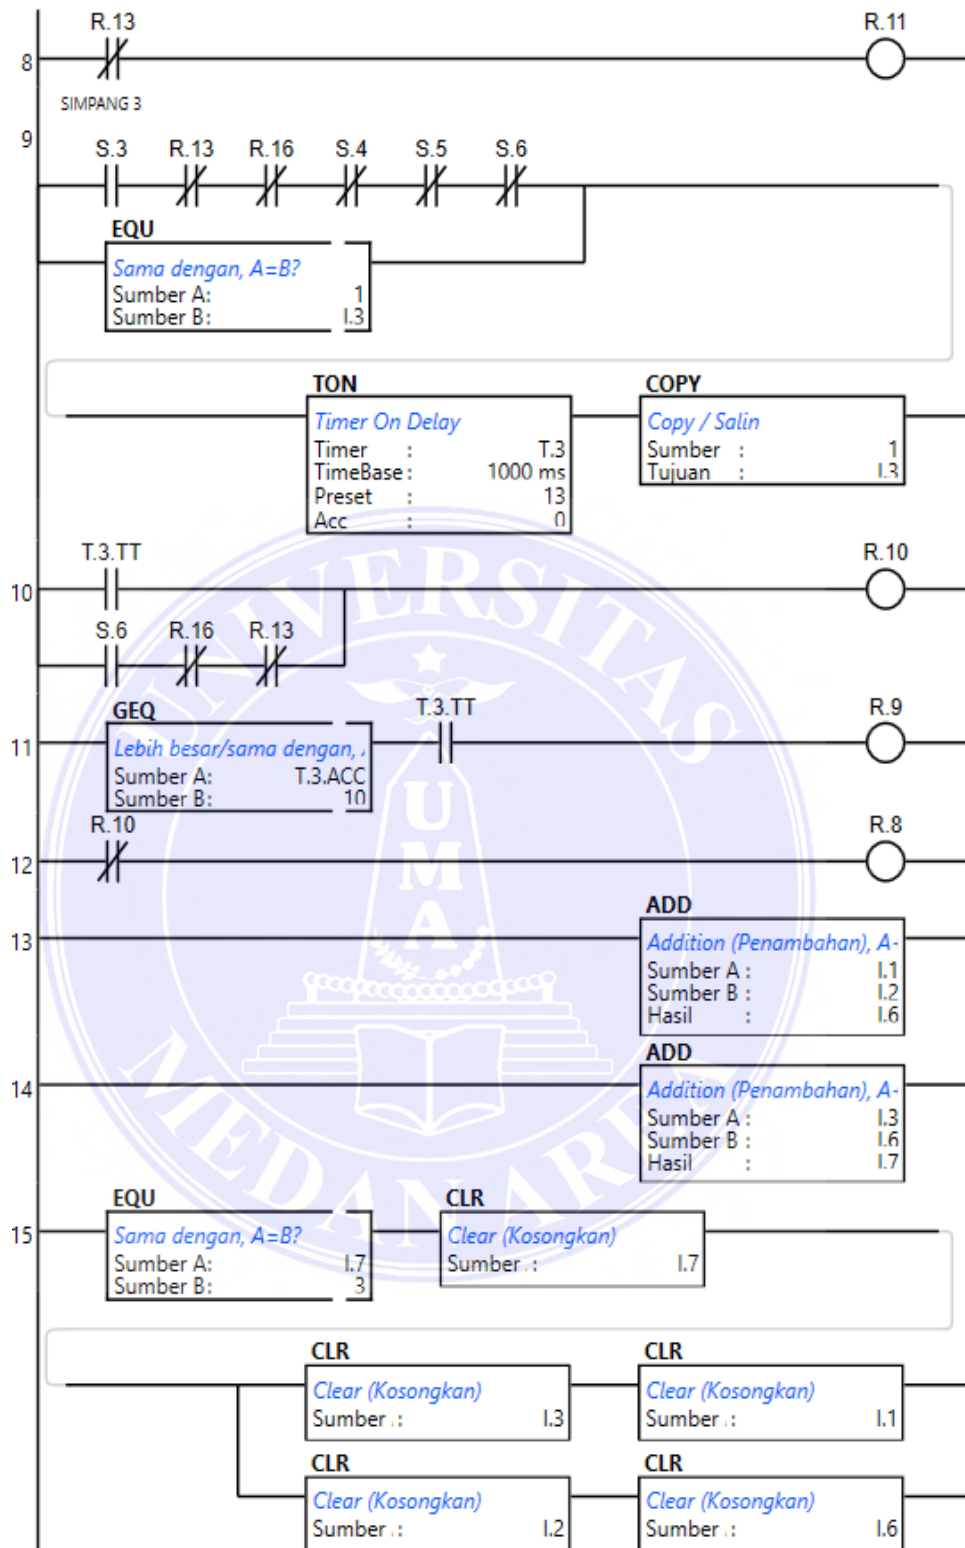 R.13 R.11
8
SIMPANG 3
9
S.3 R.13 R.16 S.4 S.5 S.6
EQU
Sama dengan, A=B?
Sumber A: 1
Sumber B: I.3
TON
Timer On Delay
Timer : T.3
TimeBase: 1000 ms
Preset : 13
Acc : 0
COPY
Copy / Salin
Sumber : 1
Tujuan : I.3
T.3.TT R.10
10
S.6 R.16 R.13
GEQ T.3.TT R.9
11
Lebih besar/sama dengan, A
Sumber A: T.3.ACC
Sumber B: 10
R.10 R.8
12
ADD
13
Addition (Penambahan), A-
Sumber A : I.1
Sumber B : I.2
Hasil : I.6
ADD
14
Addition (Penambahan), A-
Sumber A : I.3
Sumber B : I.6
Hasil : I.7
EQU
15
Sama dengan, A=B?
Sumber A: I.7
Sumber B: 3
CLR
Clear (Kosongkan)
Sumber : I.7
CLR
Clear (Kosongkan)
Sumber : I.3
CLR
Clear (Kosongkan)
Sumber : I.1
CLR
Clear (Kosongkan)
Sumber : I.2
CLR
Clear (Kosongkan)
Sumber : I.6
UNIVERSITAS
MEDAN AREA
UMA